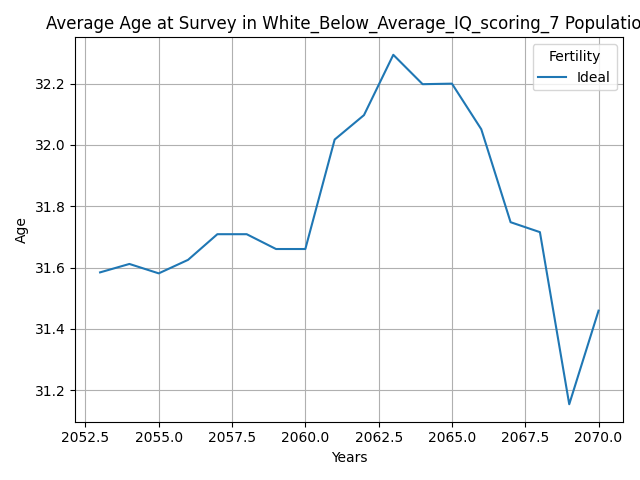 Average Age at Survey in White_Below_Average_IQ_scoring_7 Populatio
Fertility
Ideal
Age
32.2
32.0
31.8
31.6
31.4
31.2
2052.5 2055.0 2057.5 2060.0 2062.5 2065.0 2067.5 2070.0
Years